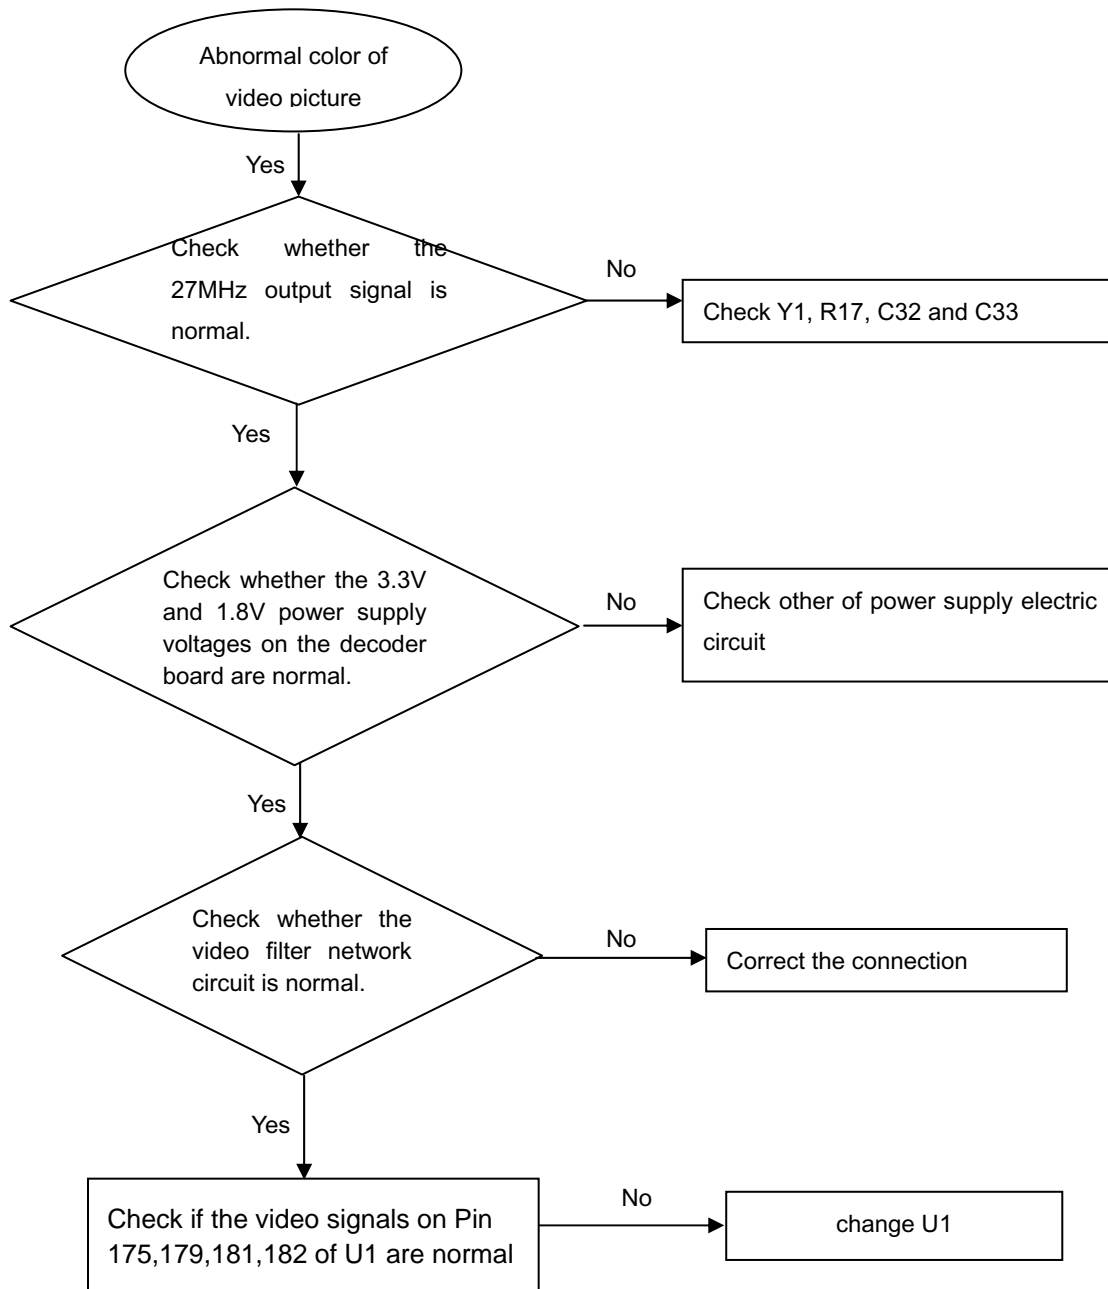 Abnormal color of
video picture
Yes
Check whether the
27MHz output signal is
normal.
No
Check Y1, R17, C32 and C33
Yes
Check whether the 3.3V
and 1.8V power supply
voltages on the decoder
board are normal.
No
Check other of power supply electric
circuit
Yes
Check whether the
video filter network
circuit is normal.
No
Correct the connection
Yes
Check if the video signals on Pin
175,179,181,182 of U1 are normal
No
change U1